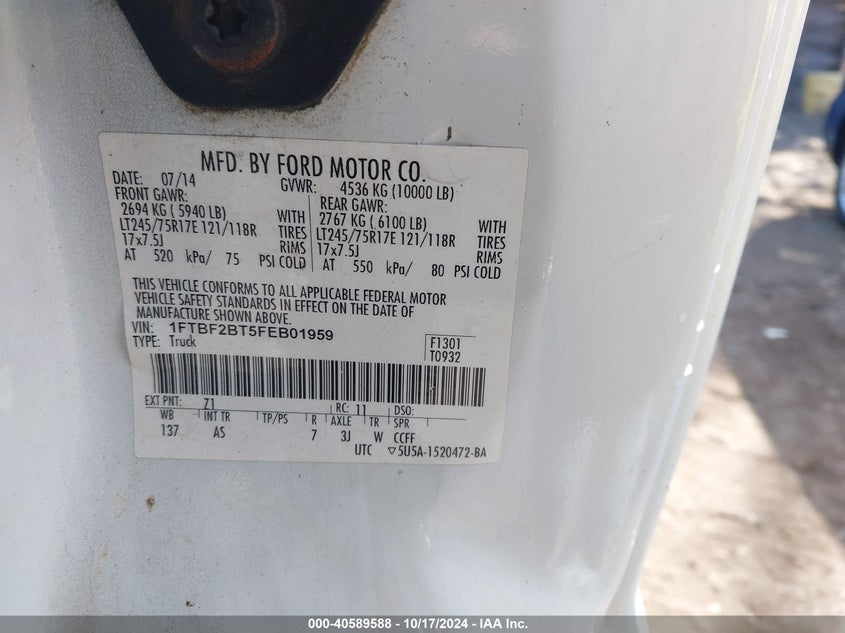 MFD. BY FORD MOTOR CO.
DATE: 07/14 GVWR: 4536 KG (10000 LB)
FRONT GAWR: REAR GAWR:
2694 KG ( 5940 LB) WITH 2767 KG ( 6100 LB) WITH
LT245/75R17E 121/118R TIRES LT245/75R17E 121/118R TIRES
17x7.5J RIMS 17x7.5J RIMS
AT 520 kPa/ 75 PSI COLD AT 550 kPa/ 80 PSI COLD
THIS VEHICLE CONFORMS TO ALL APPLICABLE FEDERAL MOTOR
VEHICLE SAFETY STANDARDS IN EFFECT ON THE DATE OF
MANUFACTURE SHOWN ABOVE.
VIN: 1FTBF2BT5FEB01959 F1301
TYPE: Truck T0932
EXT PNT: Z1 RC: 11 DSO:
WB INT TR TP/PS R AXLE TR SPR
137 AS 7 3J W CCFF
UTC ▽5U5A-1520472-BA
000-40589588 - 10/17/2024 - IAA Inc.